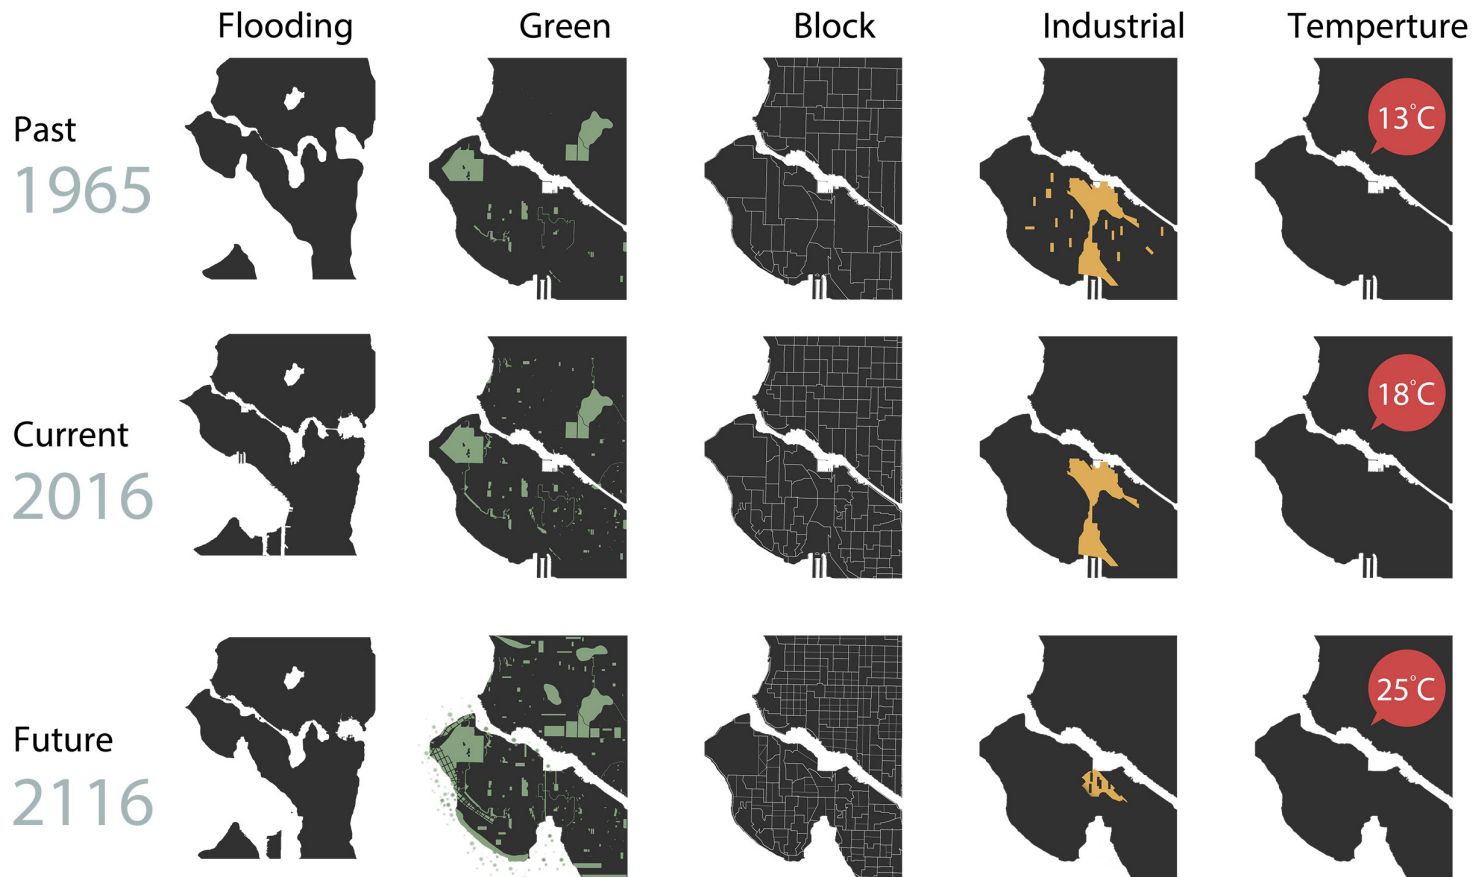 Flooding Green Block Industrial Temperture
Past
1965
13°C
Current
2016
18°C
Future
2116
25°C